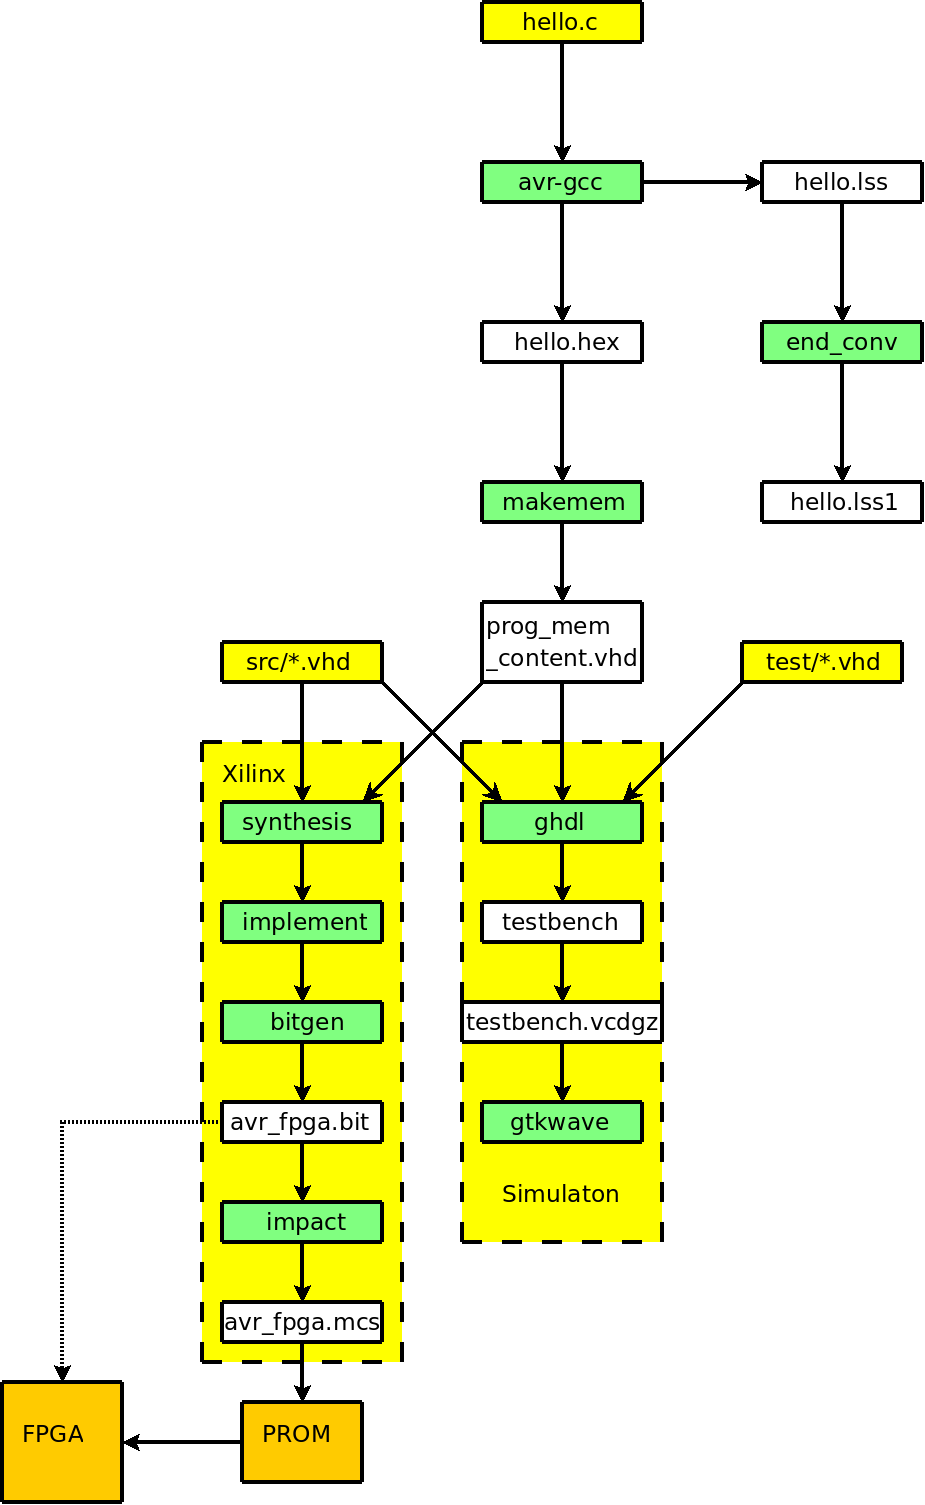 hello.c
avr-gcc
hello.lss
hello.hex
end_conv
makemem
hello.lss1
prog_mem
_content.vhd
src/*.vhd
test/*.vhd
Xilinx
synthesis
ghdl
implement
testbench
bitgen
testbench.vcdgz
avr_fpga.bit
gtkwave
Simulaton
impact
avr_fpga.mcs
FPGA
PROM